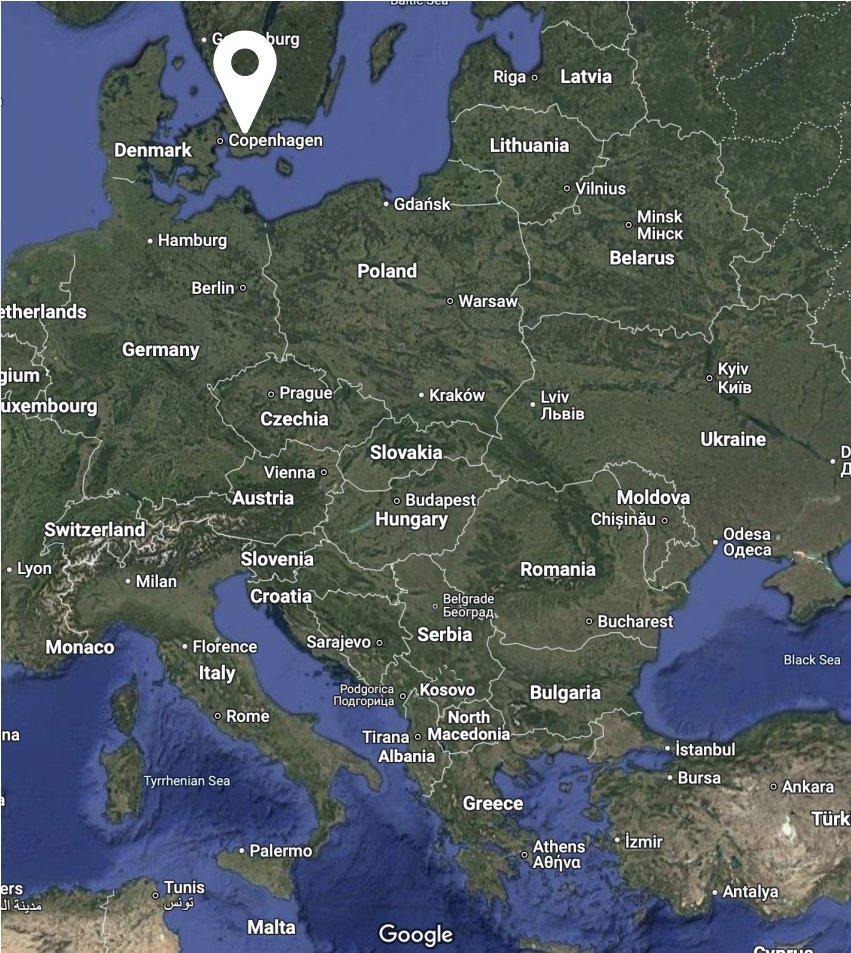 Baltic Sea
Riga
Latvia
Denmark
Copenhagen
Lithuania
Vilnius
Gdańsk
Minsk
Мінск
Hamburg
Belarus
Poland
Berlin
Warsaw
etherlands
Germany
gium
Kyiv
Київ
Prague
Kraków
Lviv
Львів
uxembourg
Czechia
Ukraine
Slovakia
Vienna
Austria
Budapest
Hungary
Moldova
Chișinău
Switzerland
Odesa
Одеса
Slovenia
Lyon
Milan
Romania
Croatia
Belgrade
Београд
Bucharest
Serbia
Sarajevo
Monaco
Florence
Italy
Black Sea
Podgorica
Подгорица
Kosovo
Bulgaria
Rome
North
Macedonia
na
Tirana
Albania
İstanbul
Tyrrhenian Sea
Bursa
Ankara
Greece
Türk
İzmir
Athens
Αθήνα
Palermo
ers
Tunis
تونس
Antalya
Malta
Google